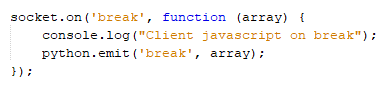 socket.on('break', function (array) {
    console.log("Client javascript on break");
    python.emit('break', array);
});